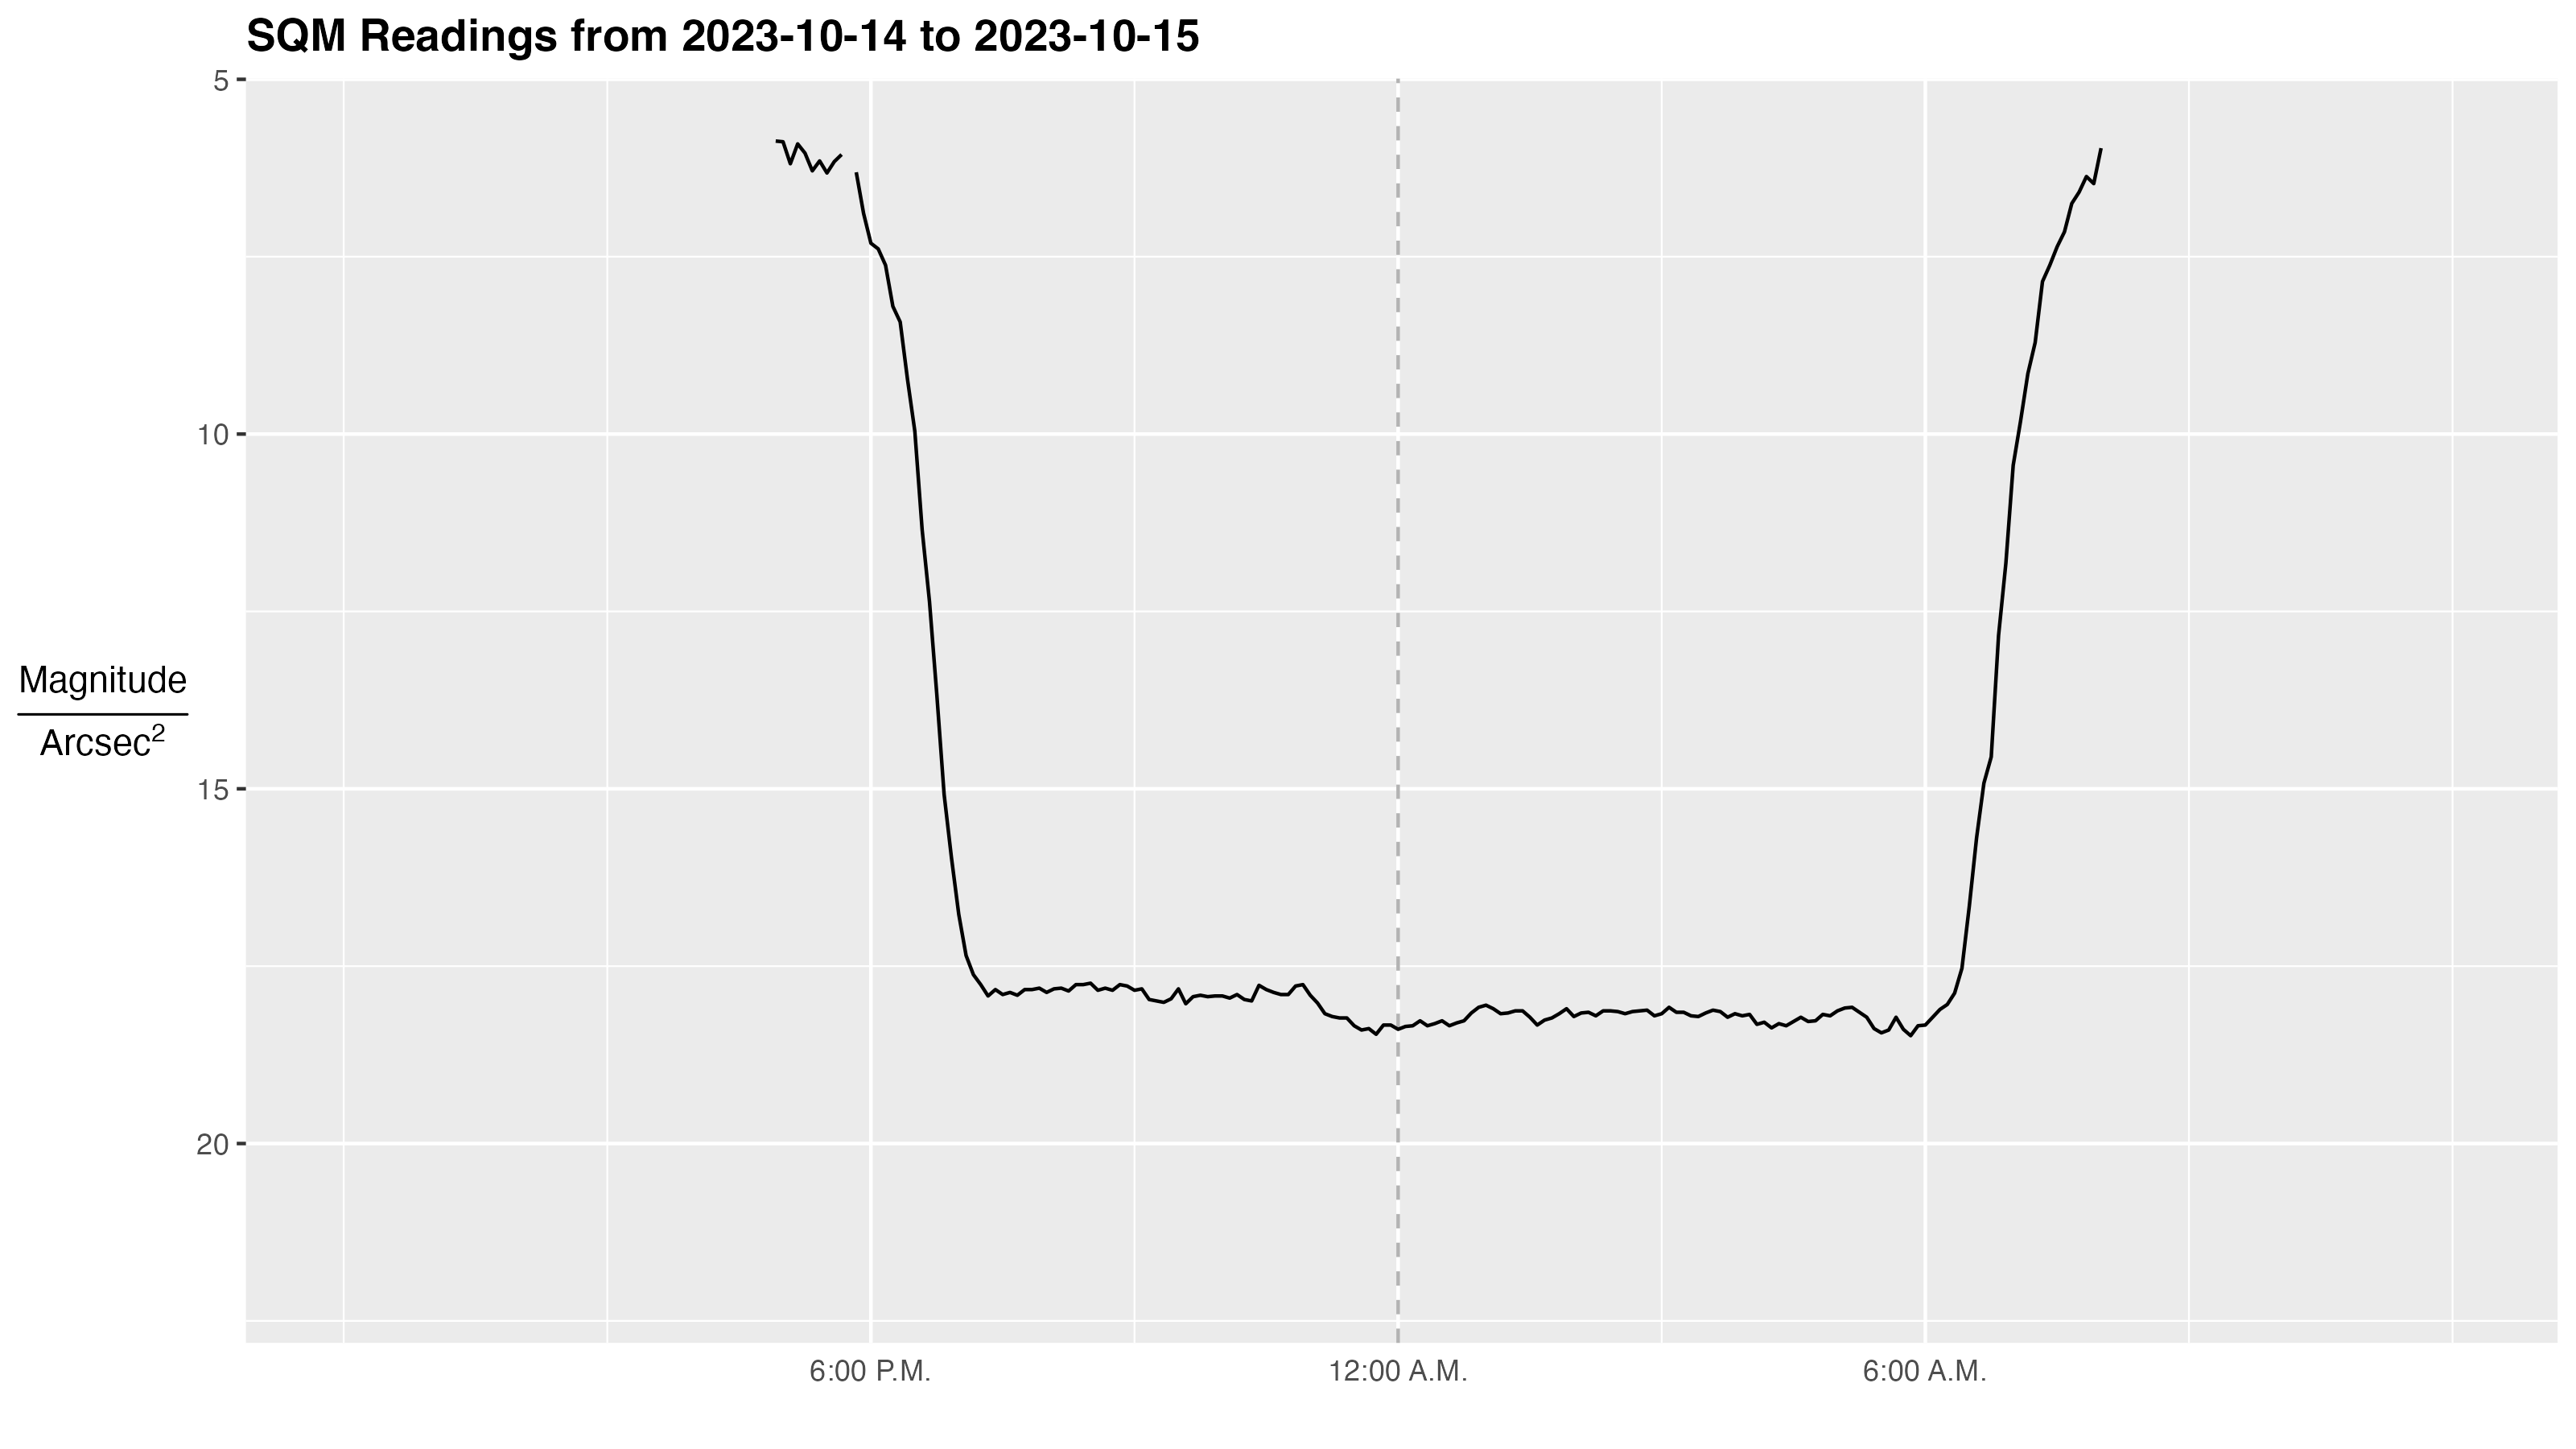 SQM Readings from 2023-10-14 to 2023-10-15
5
10
15
20
Magnitude
Arcsec²
6:00 P.M.
12:00 A.M.
6:00 A.M.